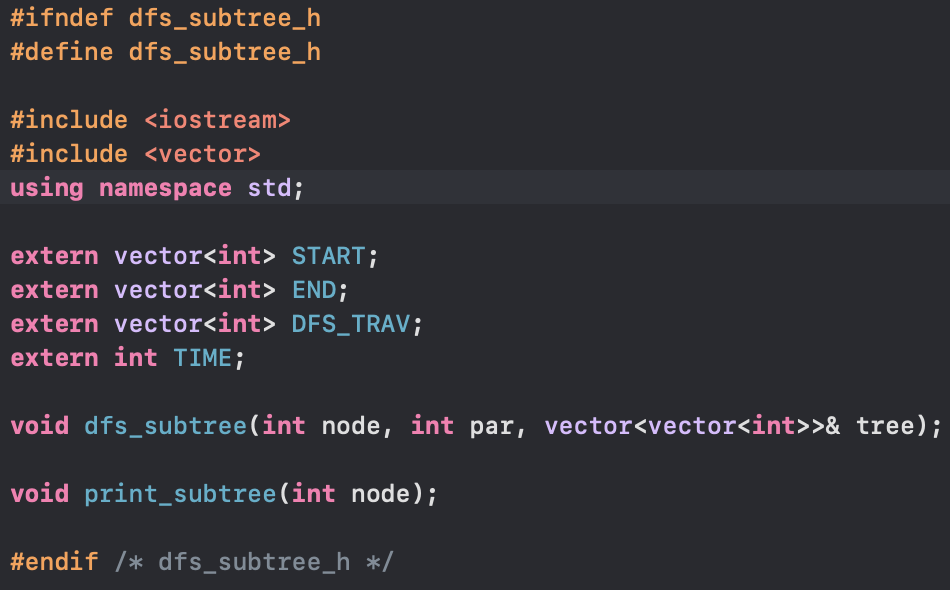 #ifndef dfs_subtree_h
#define dfs_subtree_h
#include <iostream>
#include <vector>
using namespace std;
extern vector<int> START;
extern vector<int> END;
extern vector<int> DFS_TRAV;
extern int TIME;
void dfs_subtree(int node, int par, vector<vector<int>>& tree);
void print_subtree(int node);
#endif /* dfs_subtree_h */